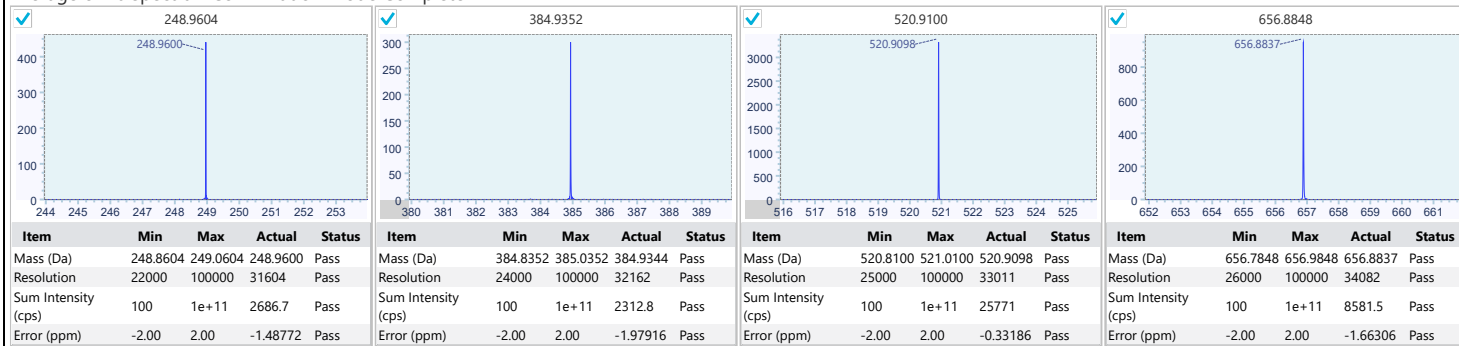 248.9604 384.9352 520.9100 656.8848
248.9600 520.9098 656.8837
400 300 3000 800
300 250 2500 600
200 200 2000 400
100 150 1500 200
0 100 1000 0
50 500
0 0
244 245 246 247 248 249 250 251 252 253 380 381 382 383 384 385 386 387 388 389 516 517 518 519 520 521 522 523 524 525 652 653 654 655 656 657 658 659 660 661
Item Min Max Actual Status Item Min Max Actual Status Item Min Max Actual Status Item Min Max Actual Status
Mass (Da) 248.8604 249.0604 248.9600 Pass Mass (Da) 384.8352 385.0352 384.9344 Pass Mass (Da) 520.8100 521.0100 520.9098 Pass Mass (Da) 656.7848 656.9848 656.8837 Pass
Resolution 22000 100000 31604 Pass Resolution 24000 100000 32162 Pass Resolution 25000 100000 33011 Pass Resolution 26000 100000 34082 Pass
Sum Intensity (cps) 100 1e+11 2686.7 Pass Sum Intensity (cps) 100 1e+11 2312.8 Pass Sum Intensity (cps) 100 1e+11 25771 Pass Sum Intensity (cps) 100 1e+11 8581.5 Pass
Error (ppm) -2.00 2.00 -1.48772 Pass Error (ppm) -2.00 2.00 -1.97916 Pass Error (ppm) -2.00 2.00 -0.33186 Pass Error (ppm) -2.00 2.00 -1.66306 Pass